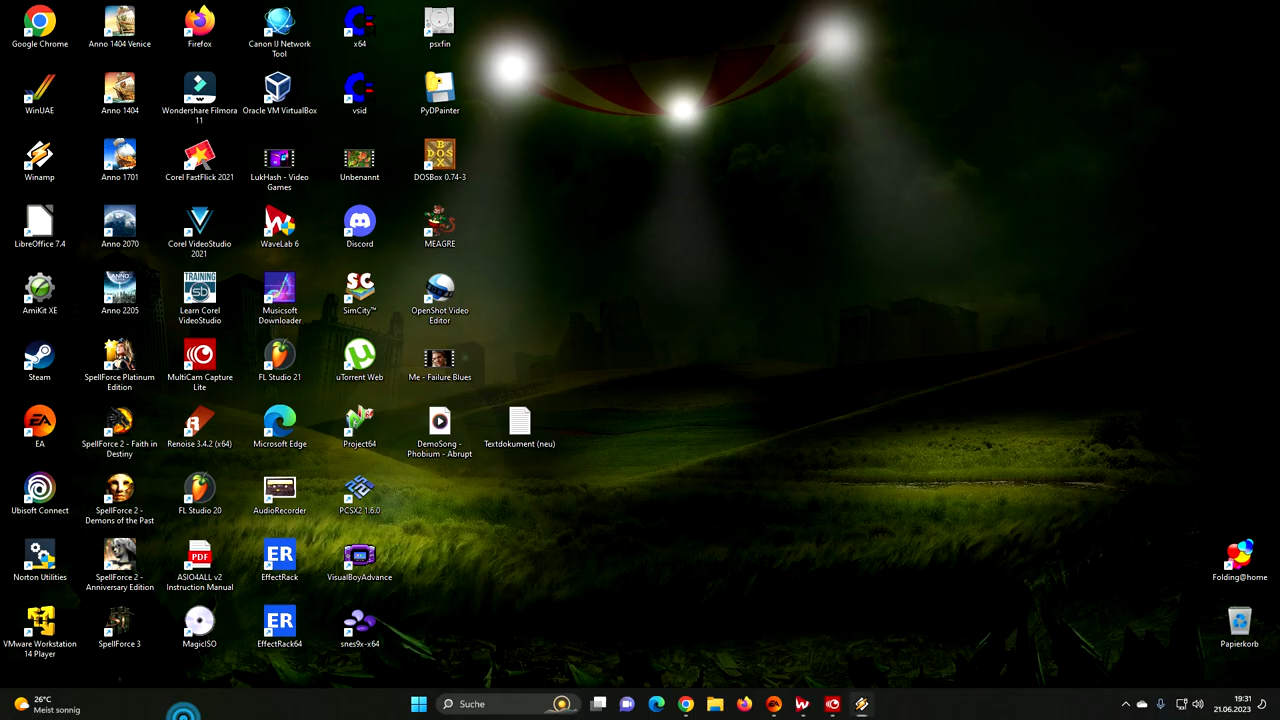 Google Chrome
Anno 1404 Venice
Firefox
Canon IJ Network
Tool
x64
psxfin
WinUAE
Anno 1404
Wondershare Filmora
11
Oracle VM VirtualBox
vsid
PyDPainter
Winamp
Anno 1701
Corel FastFlick 2021
LukHash - Video
Games
Unbenannt
DOSBox 0.74-3
LibreOffice 7.4
Anno 2070
Corel VideoStudio
2021
WaveLab 6
Discord
MEAGRE
AmiKit XE
Anno 2205
Learn Corel
VideoStudio
Musicsoft
Downloader
SimCity™
OpenShot Video
Editor
Steam
SpellForce Platinum
Edition
MultiCam Capture
Lite
FL Studio 21
uTorrent Web
Me - Failure Blues
EA
SpellForce 2 - Faith in
Destiny
Renoise 3.4.2 (x64)
Microsoft Edge
Project64
DemoSong -
Phobium - Abrupt
Textdokument (neu)
Ubisoft Connect
SpellForce 2 -
Demons of the Past
FL Studio 20
AudioRecorder
PCSX2 1.6.0
Norton Utilities
SpellForce 2 -
Anniversary Edition
PDF
ASIO4ALL v2
Instruction Manual
ER
EffectRack
VisualBoyAdvance
Folding@home
VMware Workstation
14 Player
SpellForce 3
MagicISO
ER
EffectRack64
snes9x-x64
Papierkorb
26°C
Meist sonnig
Suche
19:31
21.06.2023